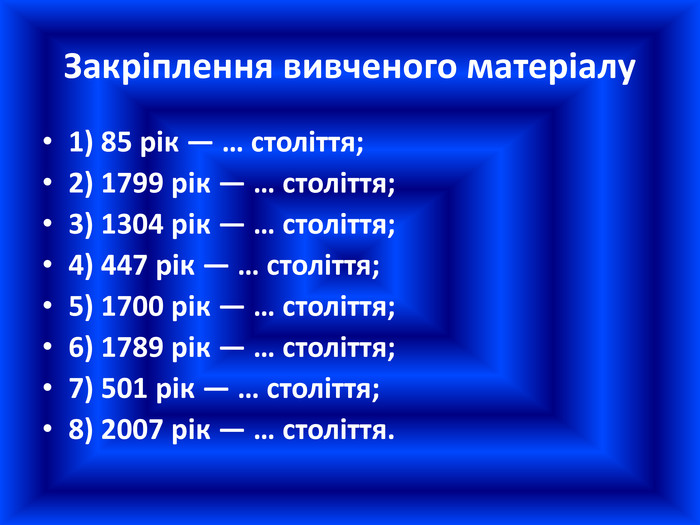 Закріплення вивченого матеріалу
• 1) 85 рік — … століття;
• 2) 1799 рік — … століття;
• 3) 1304 рік — … століття;
• 4) 447 рік — … століття;
• 5) 1700 рік — … століття;
• 6) 1789 рік — … століття;
• 7) 501 рік — … століття;
• 8) 2007 рік — … століття.